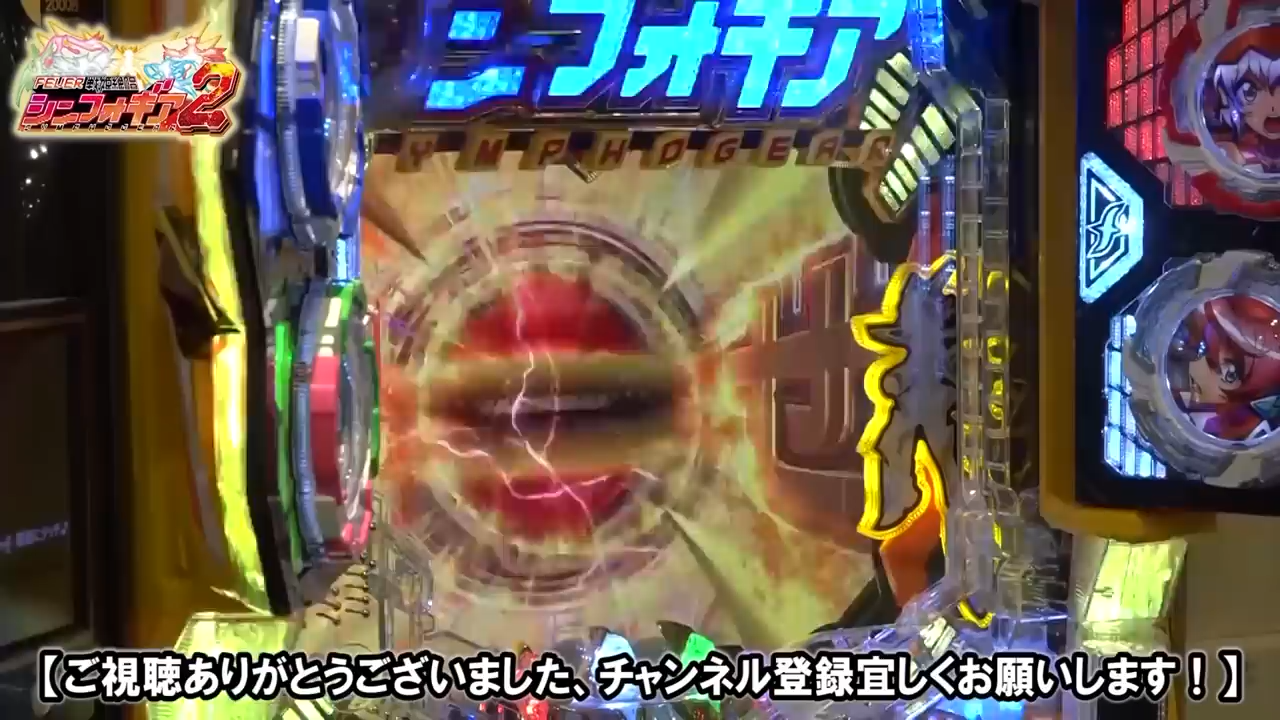 FEVER 戦姫絶唱
シンフォギア2
シンフォギア
YMPHOGEAR
【ご視聴ありがとうございました、チャンネル登録宜しくお願いします！】